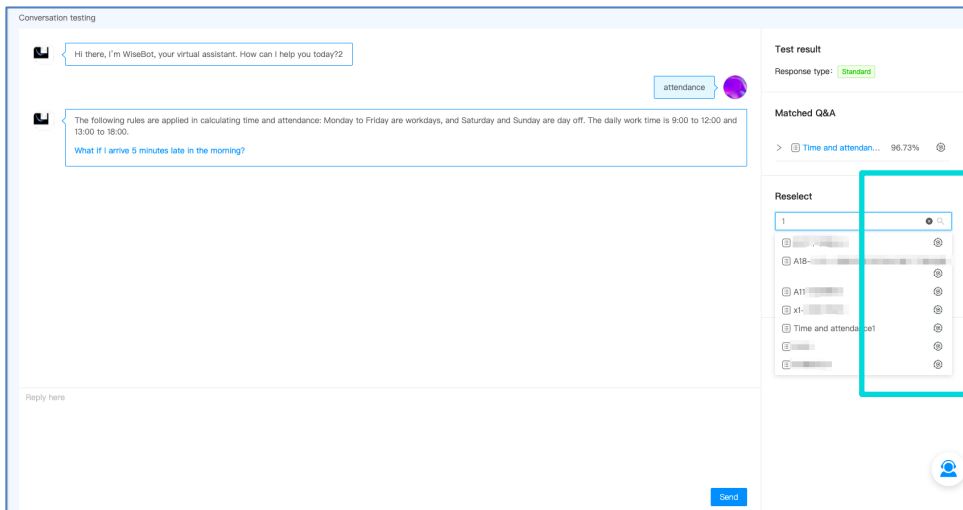 Conversation testing
Hi there, I'm WiseBot, your virtual assistant. How can I help you today?2
attendance
The following rules are applied in calculating time and attendance: Monday to Friday are workdays, and Saturday and Sunday are day off. The daily work time is 9:00 to 12:00 and
13:00 to 18:00.
What if I arrive 5 minutes late in the morning?
Reply here
Send
Test result
Response type: Standard
Matched Q&A
Time and attendan... 96.73%
Reselect
1
A18-
A11
x1-
Time and attendance1